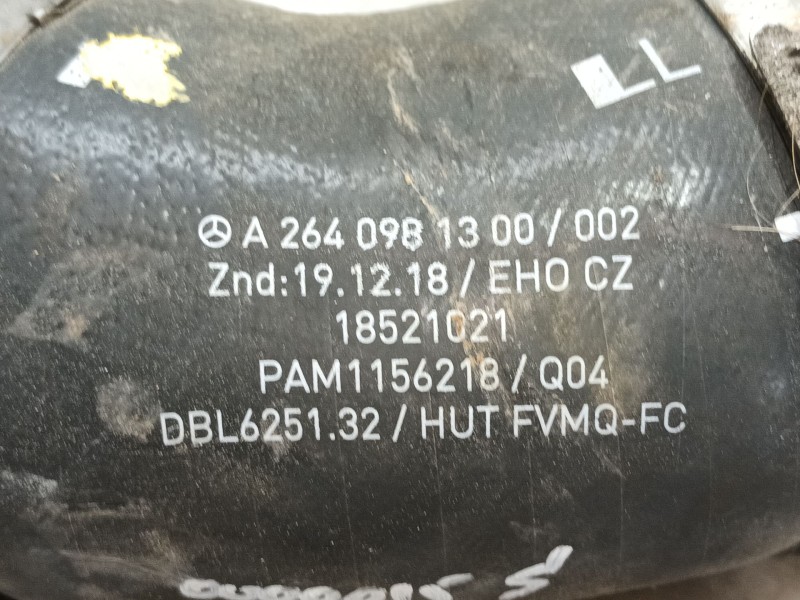 LL
A 264 098 13 00 / 002
Znd:19.12.18 / EHO CZ
18521021
PAM1156218 / Q04
DBL6251.32 / HUT FVMQ-FC